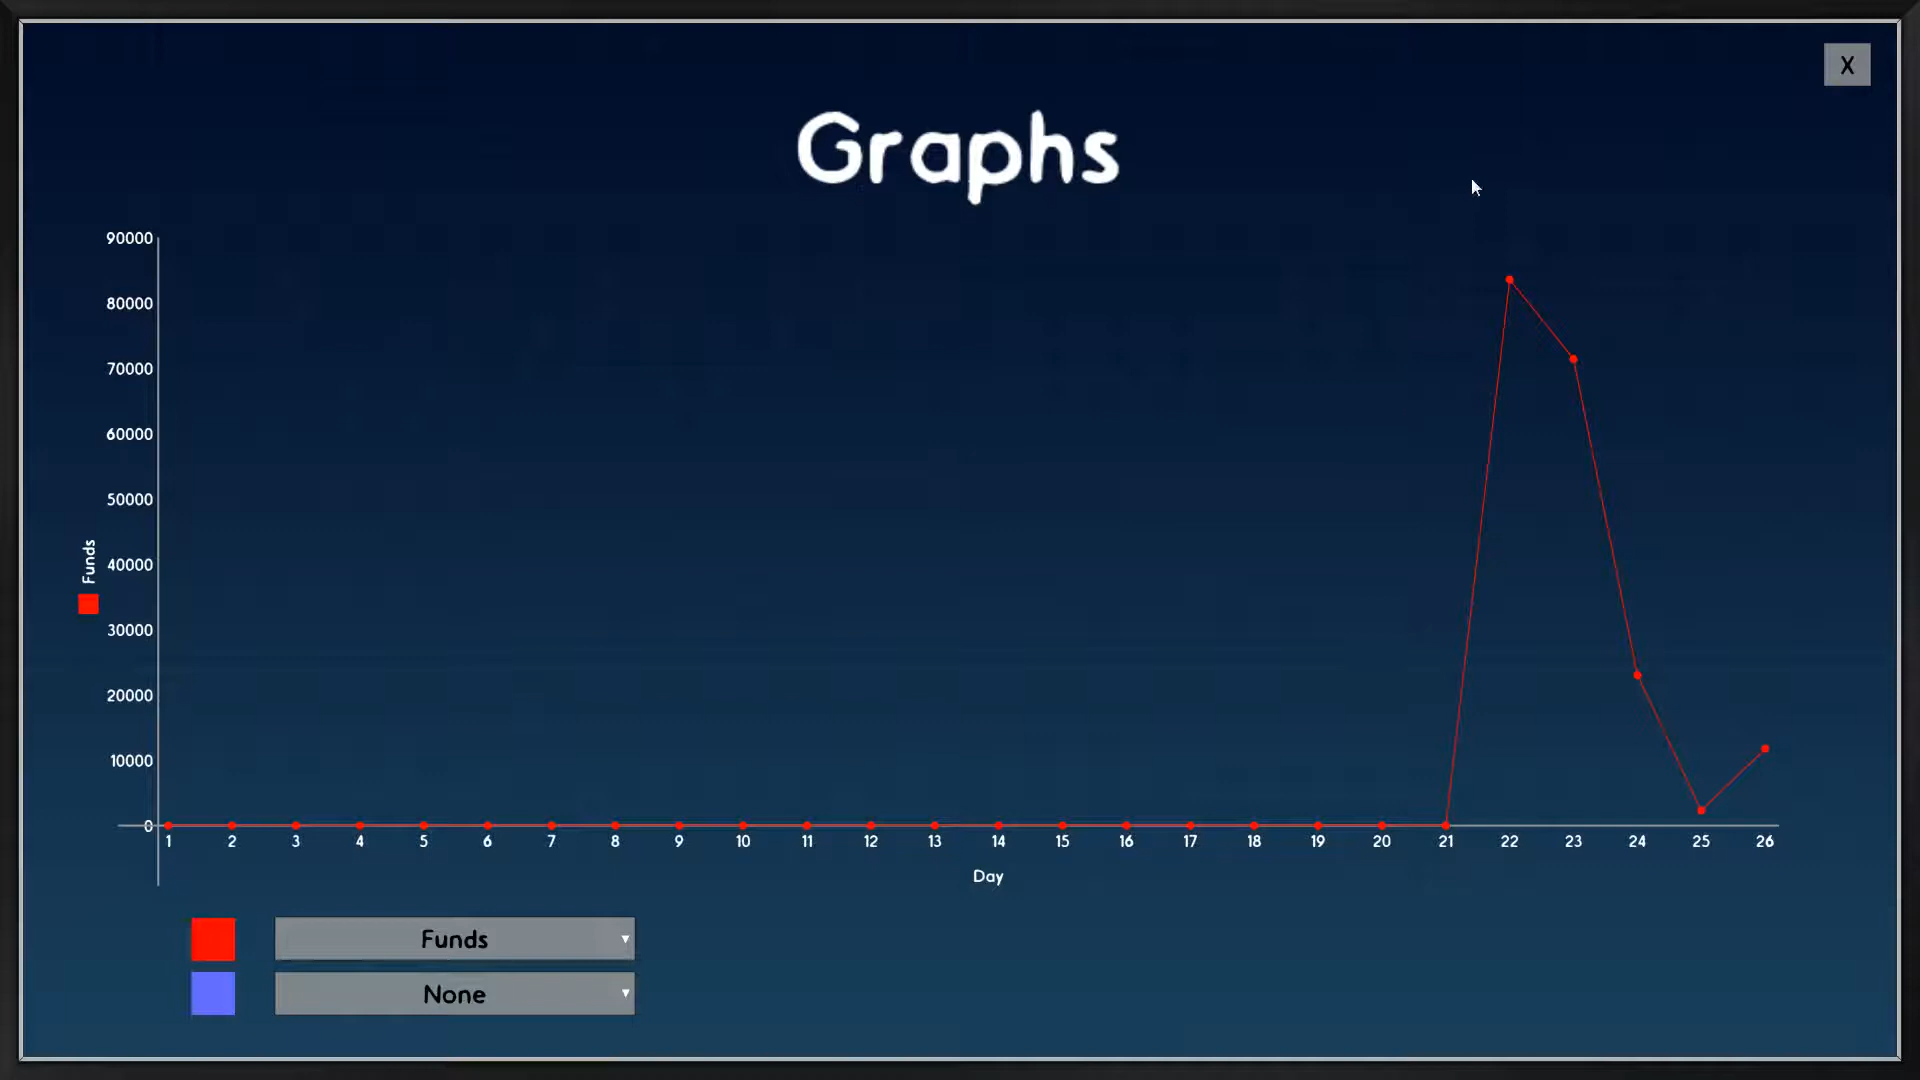 X
Graphs
90000
80000
70000
60000
50000
Funds
40000
30000
20000
10000
0
1 2 3 4 5 6 7 8 9 10 11 12 13 14 15 16 17 18 19 20 21 22 23 24 25 26
Day
Funds
None